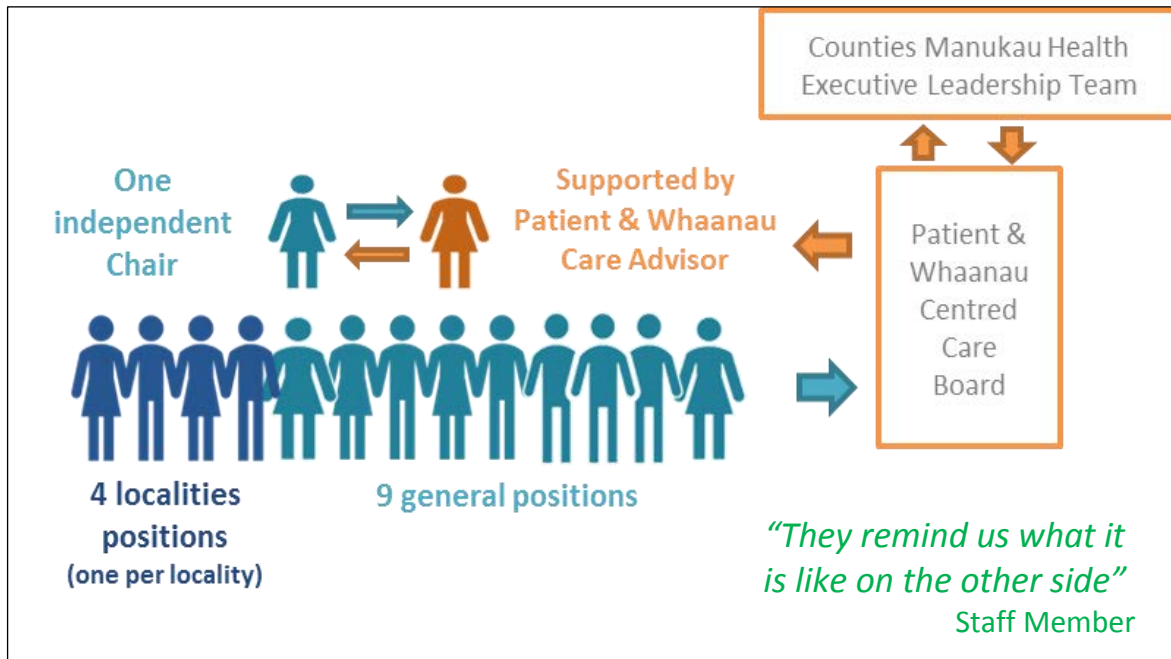 Counties Manukau Health
Executive Leadership Team
One
independent
Chair
Supported by
Patient & Whaanau
Care Advisor
Patient &
Whaanau
Centred
Care
Board
4 localities
positions
(one per locality)
9 general positions
“They remind us what it
is like on the other side”
Staff Member